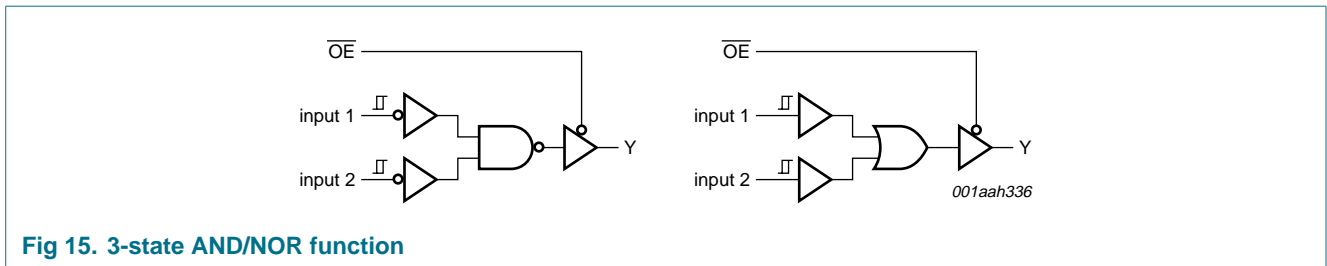 OE OE
input 1 input 1
Y Y
input 2 input 2
001aah336
Fig 15. 3-state AND/NOR function